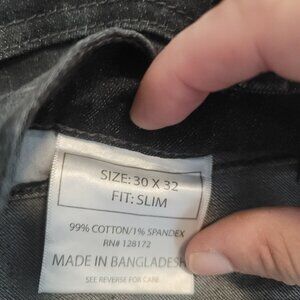 SIZE: 30 X 32
FIT: SLIM
99% COTTON/1% SPANDEX
RN# 128172
MADE IN BANGLADESH
SEE REVERSE FOR CARE